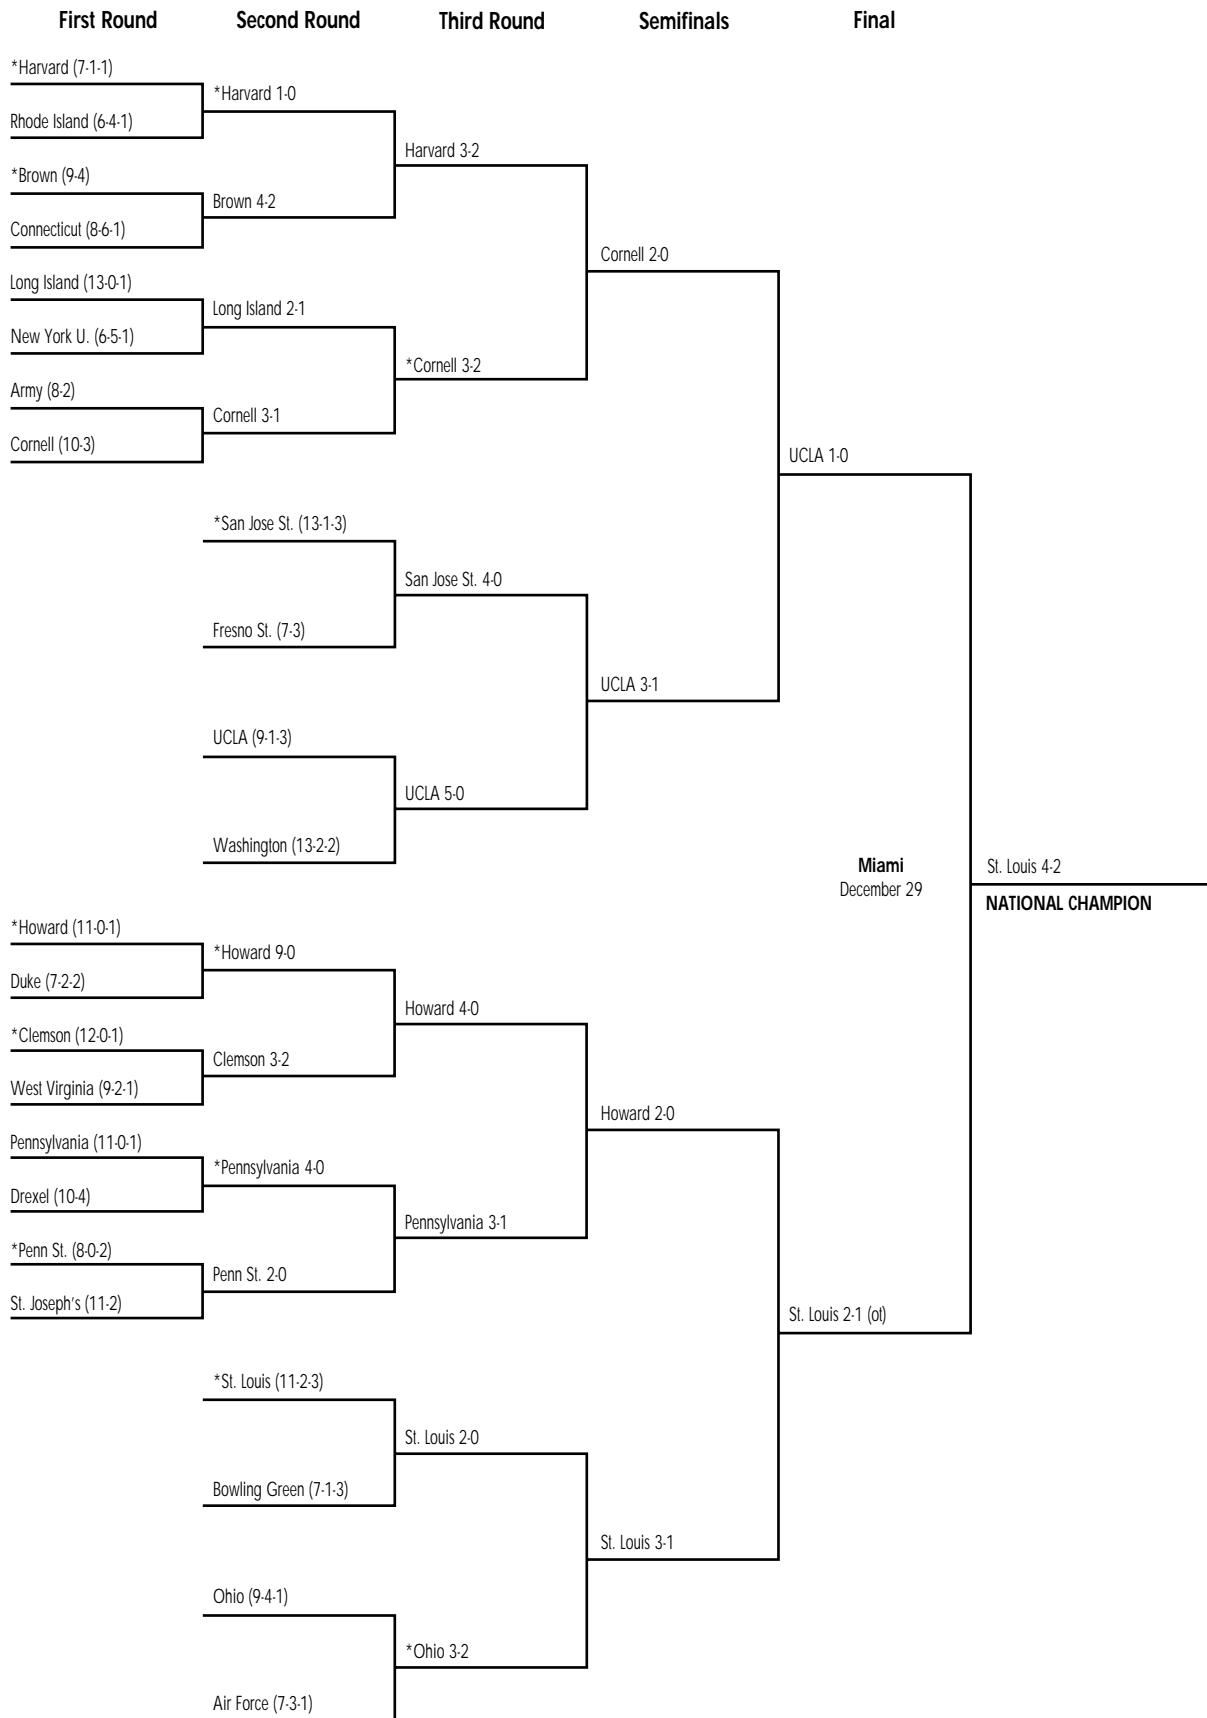 First Round
Second Round
Third Round
Semifinals
Final
*Harvard (7-1-1)
Rhode Island (6-4-1)
*Brown (9-4)
Connecticut (8-6-1)
Long Island (13-0-1)
New York U. (6-5-1)
Army (8-2)
Cornell (10-3)
*Harvard 1-0
Brown 4-2
Long Island 2-1
Cornell 3-1
*San Jose St. (13-1-3)
Fresno St. (7-3)
UCLA (9-1-3)
Washington (13-2-2)
Harvard 3-2
*Cornell 3-2
San Jose St. 4-0
UCLA 5-0
Cornell 2-0
UCLA 3-1
UCLA 1-0
*Howard (11-0-1)
Duke (7-2-2)
*Clemson (12-0-1)
West Virginia (9-2-1)
Pennsylvania (11-0-1)
Drexel (10-4)
*Penn St. (8-0-2)
St. Joseph's (11-2)
*Howard 9-0
Clemson 3-2
*Pennsylvania 4-0
Penn St. 2-0
*St. Louis (11-2-3)
Bowling Green (7-1-3)
Ohio (9-4-1)
Air Force (7-3-1)
Howard 4-0
Pennsylvania 3-1
St. Louis 2-0
*Ohio 3-2
Howard 2-0
St. Louis 3-1
St. Louis 2-1 (ot)
Miami
December 29
St. Louis 4-2
NATIONAL CHAMPION